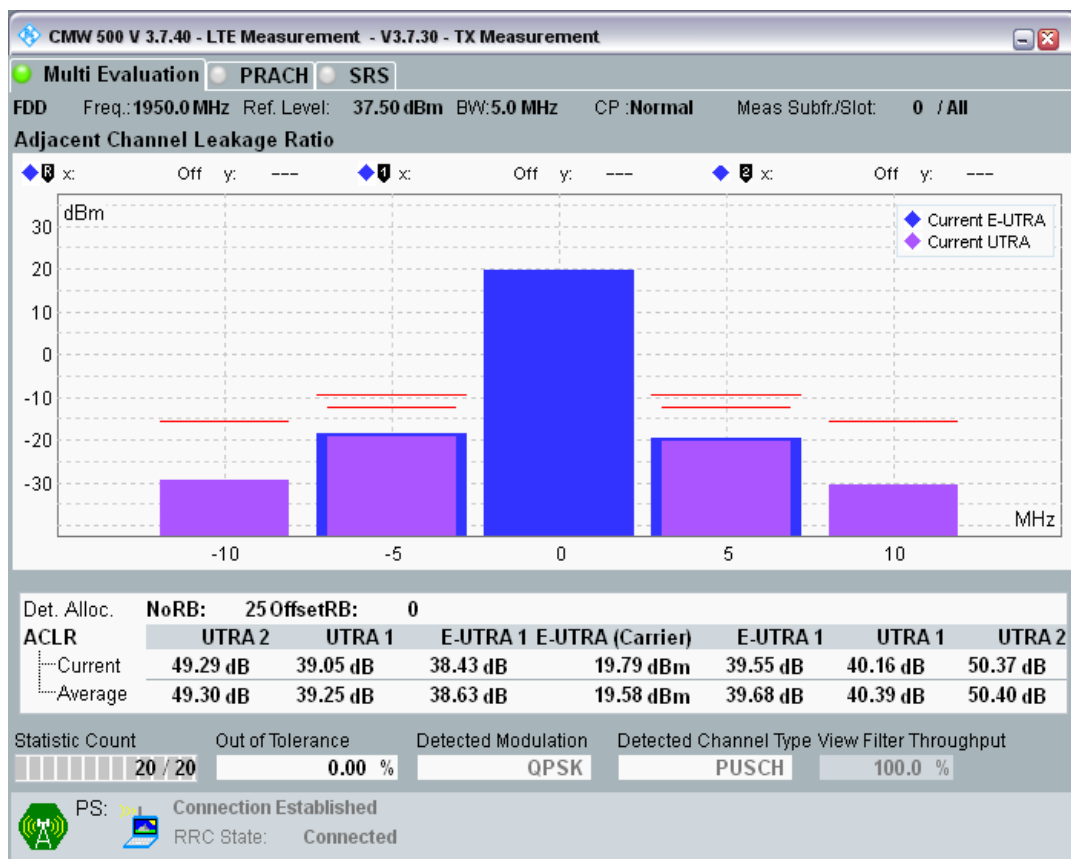 CMW 500 V 3.7.40 - LTE Measurement - V3.7.30 - TX Measurement
Multi Evaluation PRACH SRS
FDD Freq.: 1950.0 MHz Ref. Level: 37.50 dBm BW: 5.0 MHz CP : Normal Meas Subfr./Slot: 0 / All
Adjacent Channel Leakage Ratio
R x: Off y: --- 1 x: Off y: --- 2 x: Off y: ---
dBm
Current E-UTRA
Current UTRA
30
20
10
0
-10
-20
-30
MHz
-10 -5 0 5 10
Det. Alloc. NoRB: 25 OffsetRB: 0
ACLR UTRA 2 UTRA 1 E-UTRA 1 E-UTRA (Carrier) E-UTRA 1 UTRA 1 UTRA 2
Current 49.29 dB 39.05 dB 38.43 dB 19.79 dBm 39.55 dB 40.16 dB 50.37 dB
Average 49.30 dB 39.25 dB 38.63 dB 19.58 dBm 39.68 dB 40.39 dB 50.40 dB
Statistic Count Out of Tolerance Detected Modulation Detected Channel Type View Filter Throughput
20 / 20 0.00 % QPSK PUSCH 100.0 %
PS: Connection Established
RRC State: Connected